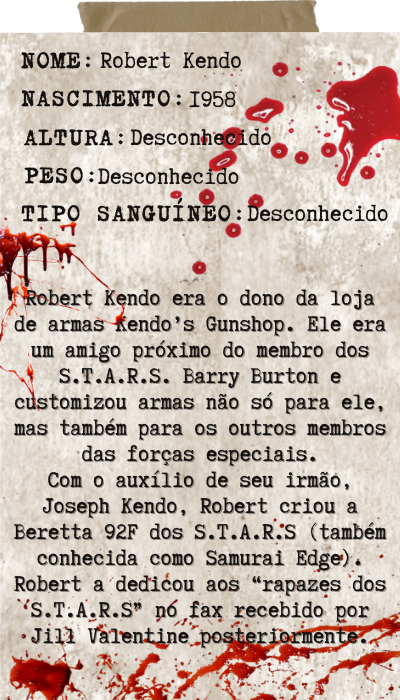 NOME: Robert Kendo
NASCIMENTO: 1958
ALTURA: Desconhecido
PESO:Desconhecido
TIPO SANGUÍNEO:Desconhecido
Robert Kendo era o dono da loja
de armas Kendo's Gunshop. Ele era
um amigo próximo do membro dos
S.T.A.R.S. Barry Burton e
customizou armas não só para ele,
mas também para os outros membros
das forças especiais.
Com o auxílio de seu irmão,
Joseph Kendo, Robert criou a
Beretta 92F dos S.T.A.R.S (também
conhecida como Samurai Edge).
Robert a dedicou aos “rapazes dos
S.T.A.R.S” no fax recebido por
Jill Valentine posteriormente.